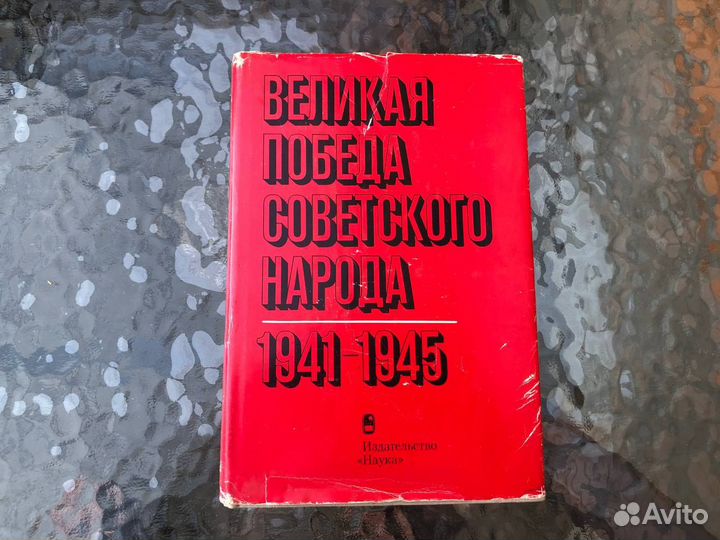 ВЕЛИКАЯ
ПОБЕДА
СОВЕТСКОГО
НАРОДА
1941-1945
Издательство
«Наука»
Avito